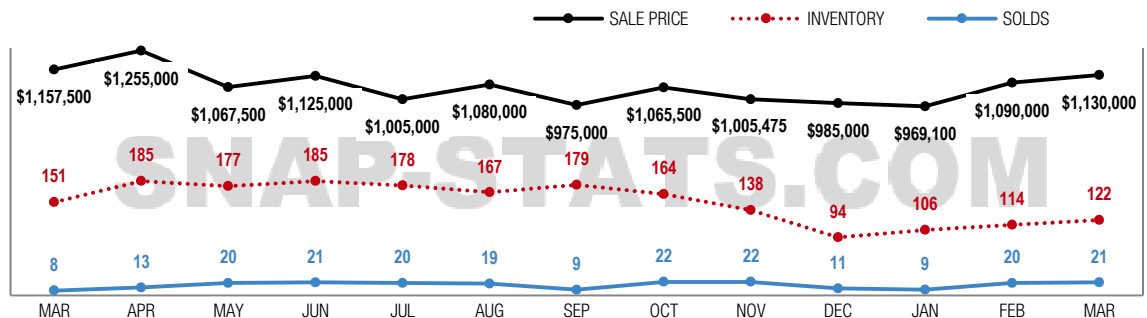 SALE PRICE INVENTORY SOLDS
$1,157,500 $1,255,000 $1,067,500 $1,125,000 $1,005,000 $1,080,000 $975,000 $1,065,500 $1,005,475 $985,000 $969,100 $1,090,000 $1,130,000
SNAP-STATS.COM
151 185 177 185 178 167 179 164 138 94 106 114 122
8 13 20 21 20 19 9 22 22 11 9 20 21
MAR APR MAY JUN JUL AUG SEP OCT NOV DEC JAN FEB MAR